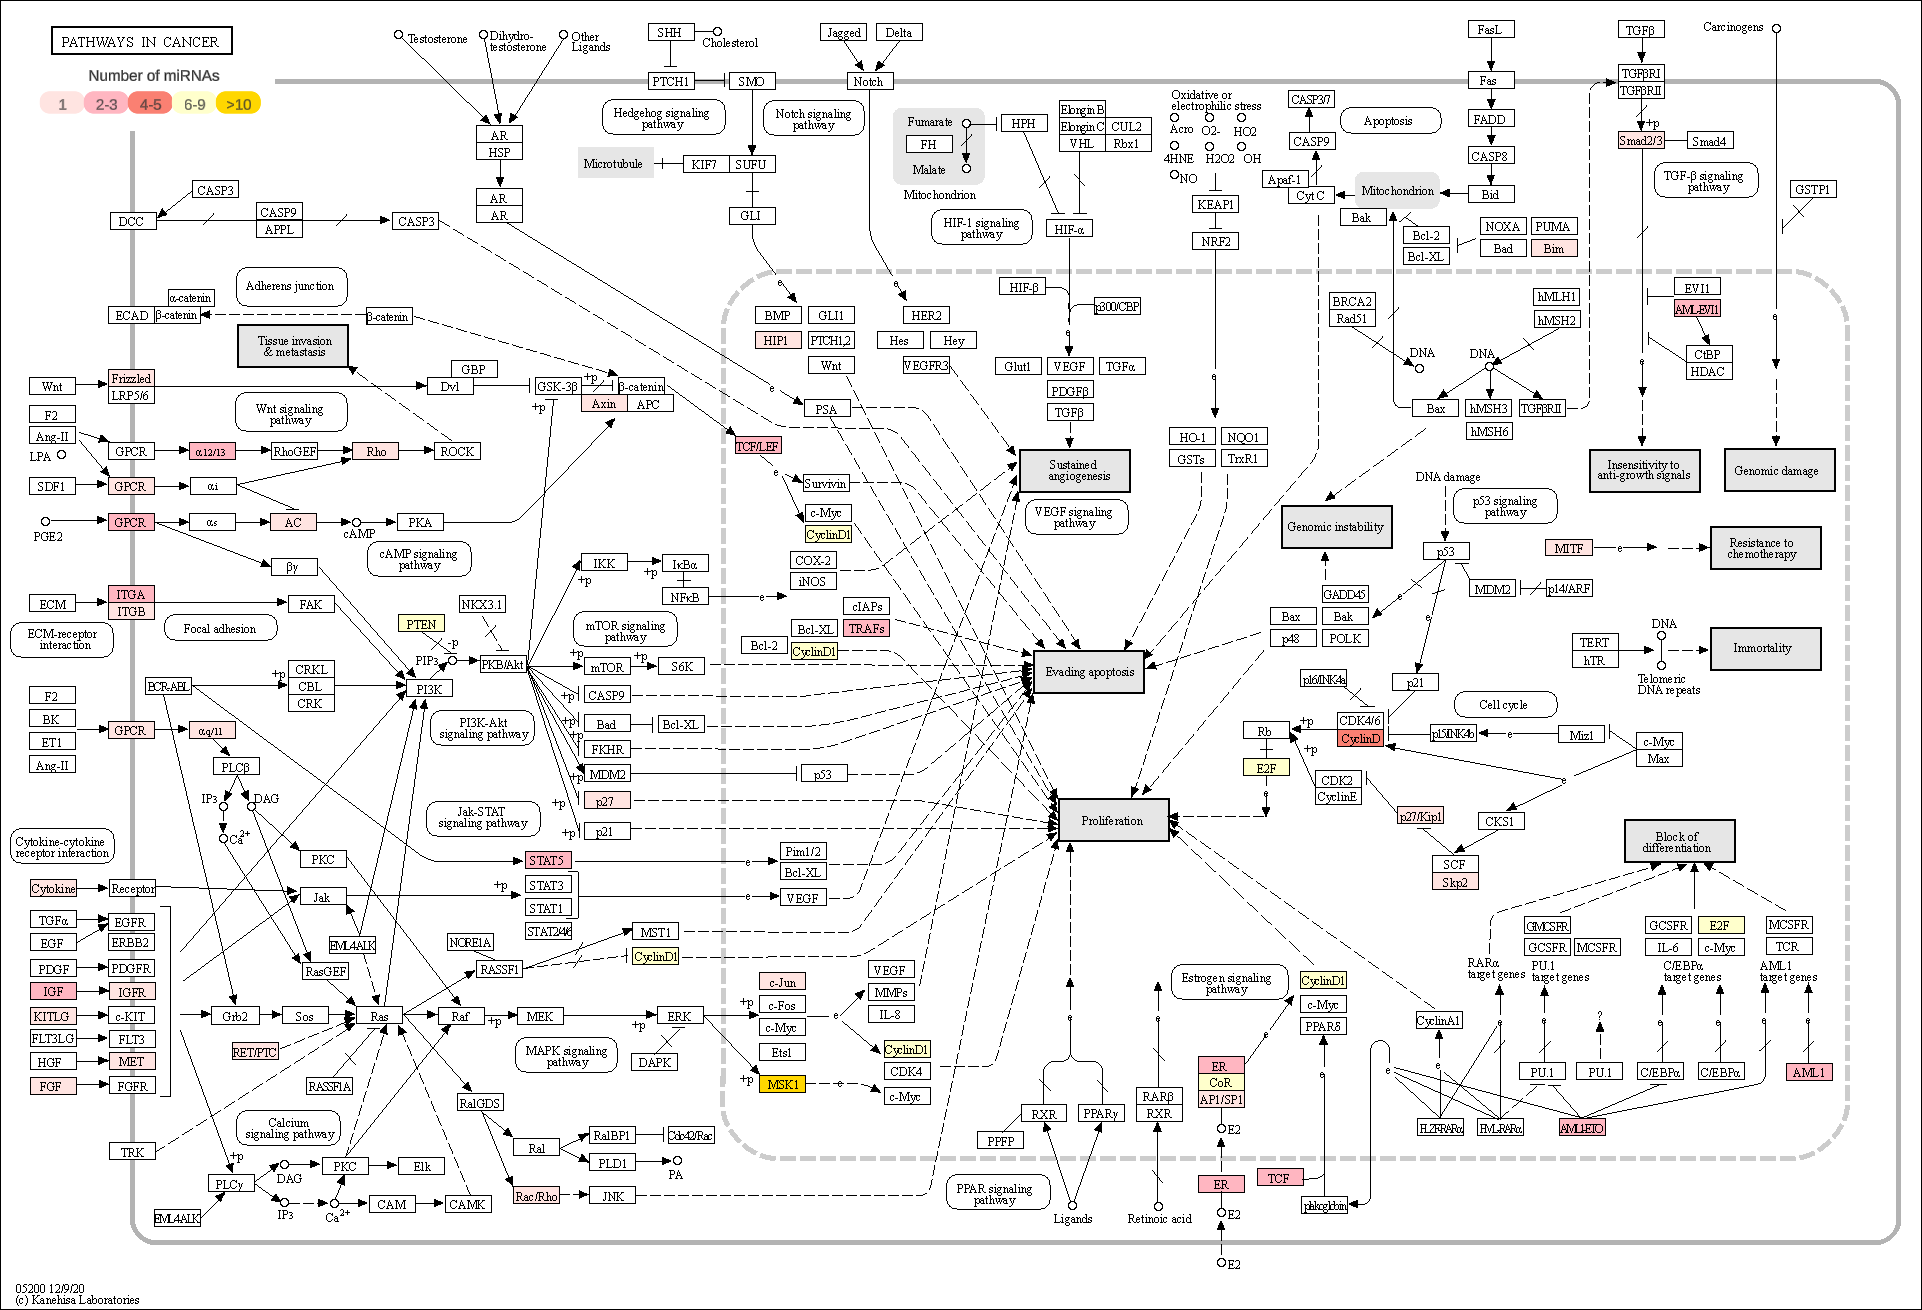 PATHWAYS IN CANCER
Number of miRNAs
1
2-3
4-5
6-9
>10
Testosterone
Dihydro-
testosterone
Other
Ligands
SHH
Cholesterol
PTCH1
SMO
Hedgehog signaling
pathway
Microtubule
KIF7
SUFU
GLI
Jagged
Delta
Notch
Notch signaling
pathway
Fumarate
FH
Malate
Mitochondrion
HPH
Elongin B
Elongin C
CUL2
VHL
Rbx1
HIF-1 signaling
pathway
HIF-α
Oxidative or
electrophilic stress
Acro
O2-
HO2
4HNE
H2O2
OH
NO
KEAP1
NRF2
CASP3/7
CASP9
Apaf-1
Cyt C
Apoptosis
Mitochondrion
Bak
Bcl-2
Bcl-XL
FasL
Fas
FADD
CASP8
Bid
NOXA
PUMA
Bad
Bim
TGFβ
TGFβRI
TGFβRII
+p
Smad2/3
Smad4
TGF-β signaling
pathway
Carcinogens
GSTP1
AR
HSP
AR
AR
CASP3
DCC
CASP9
APPL
CASP3
Adherens junction
α-catenin
ECAD
β-catenin
β-catenin
Tissue invasion
& metastasis
Wnt
Frizzled
LRP5/6
Dvl
GBP
GSK-3β
+p
β-catenin
Axin
APC
+p
Wnt signaling
pathway
F2
Ang-II
LPA
GPCR
α12/13
RhoGEF
Rho
ROCK
SDF1
GPCR
αi
PGE2
GPCR
αs
AC
cAMP
PKA
cAMP signaling
pathway
βγ
ECM
ITGA
ITGB
FAK
Focal adhesion
ECM-receptor
interaction
PTEN
NKX3.1
PIP3
-p
PKB/Akt
PI3K
BCR-ABL
+p
CRKL
CBL
CRK
PI3K-Akt
signaling pathway
F2
BK
ET1
Ang-II
GPCR
αq/11
PLCβ
IP3
DAG
Ca2+
PKC
Jak-STAT
signaling pathway
Cytokine-cytokine
receptor interaction
Cytokine
Receptor
Jak
+p
STAT5
STAT3
STAT1
STAT2/4/6
TGFα
EGF
EGFR
ERBB2
PDGF
PDGFR
IGF
IGFR
KITLG
c-KIT
FLT3LG
FLT3
HGF
MET
FGF
FGFR
EML4ALK
RasGEF
NORE1A
RASSF1
MST1
CyclinD1
Grb2
Sos
Ras
Raf
+p
MEK
+p
ERK
DAPK
RET/PTC
RASSF1A
MAPK signaling
pathway
Calcium
signaling pathway
TRK
+p
PLCγ
EML4ALK
DAG
IP3
Ca2+
PKC
Elk
CAM
CAMK
RalGDS
Ral
RalBP1
Cdc42/Rac
PLD1
PA
Rac/Rho
JNK
IKK
+p
+p
IκBα
NFκB
e
mTOR signaling
pathway
+p
mTOR
+p
S6K
+p
CASP9
+p
Bad
Bcl-XL
+p
FKHR
+p
MDM2
p53
+p
p27
+p
p21
e
BMP
GLI1
HIP1
PTCH1,2
Wnt
e
HER2
Hes
Hey
VEGFR3
HIF-β
p300/CBP
e
Glut1
VEGF
TGFα
PDGFβ
TGFβ
e
PSA
TCF/LEF
e
Survivin
c-Myc
CyclinD1
COX-2
iNOS
Sustained
angiogenesis
VEGF signaling
pathway
cIAPs
Bcl-XL
TRAFs
Bcl-2
CyclinD1
Evading apoptosis
Proliferation
e
HO-1
NQO1
GSTs
TrxR1
e
Pim1/2
Bcl-XL
e
VEGF
+p
c-Jun
c-Fos
c-Myc
Ets1
+p
MSK1
e
e
VEGF
MMPs
IL-8
CyclinD1
CDK4
c-Myc
BRCA2
Rad51
DNA
hMLH1
hMSH2
DNA
Bax
hMSH3
TGFβRII
hMSH6
e
EVI1
AML-EVI1
CtBP
HDAC
e
e
e
Insensitivity to
anti-growth signals
Genomic damage
Genomic instability
DNA damage
p53 signaling
pathway
p53
MDM2
p14/ARF
e
e
GADD45
Bax
Bak
p48
POLK
MITF
e
Resistance to
chemotherapy
TERT
hTR
DNA
Telomeric
DNA repeats
Immortality
p16/INK4a
p21
Cell cycle
Rb
+p
CDK4/6
CyclinD
p15/INK4b
e
Miz1
c-Myc
Max
E2F
e
+p
CDK2
CyclinE
e
p27/Kip1
CKS1
SCF
Skp2
Block of
differentiation
GMCSFR
GCSFR
MCSFR
RARα
target genes
PU.1
target genes
GCSFR
E2F
IL-6
c-Myc
C/EBPα
target genes
MCSFR
TCR
AML1
target genes
e
Estrogen signaling
pathway
CyclinD1
c-Myc
PPARδ
e
e
ER
CoR
AP1/SP1
E2
ER
E2
E2
TCF
e
phkoglobin
CyclinA1
e
e
e
e
?
e
e
e
e
PU.1
PU.1
C/EBPα
C/EBPα
AML1
PLZF-RARα
PML-RARα
AML1-ETO
e
RXR
PPARγ
PPFP
PPAR signaling
pathway
Ligands
e
RARβ
RXR
Retinoic acid
05200 12/9/20
(c) Kanehisa Laboratories